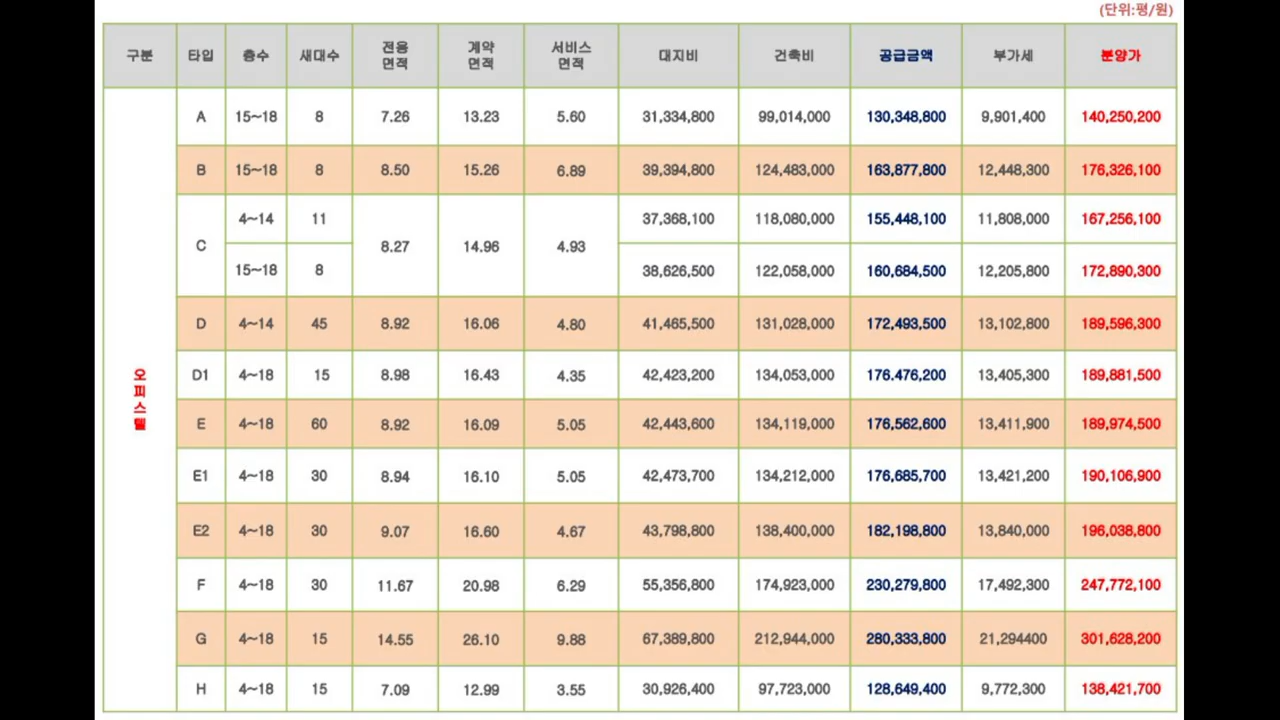 (단위:평/원)
구분 타입 층수 새대수 전용면적 계약면적 서비스면적 대지비 건축비 공급금액 부가세 분양가
오피스텔
A 15~18 8 7.26 13.23 5.60 31,334,800 99,014,000 130,348,800 9,901,400 140,250,200
B 15~18 8 8.50 15.26 6.89 39,394,800 124,483,000 163,877,800 12,448,300 176,326,100
C 4~14 11 8.27 14.96 4.93 37,368,100 118,080,000 155,448,100 11,808,000 167,256,100
15~18 8 38,626,500 122,058,000 160,684,500 12,205,800 172,890,300
D 4~14 45 8.92 16.06 4.80 41,465,500 131,028,000 172,493,500 13,102,800 189,596,300
D1 4~18 15 8.98 16.43 4.35 42,423,200 134,053,000 176.476,200 13,405,300 189,881,500
E 4~18 60 8.92 16.09 5.05 42,443,600 134,119,000 176,562,600 13,411,900 189,974,500
E1 4~18 30 8.94 16.10 5.05 42,473,700 134,212,000 176,685,700 13,421,200 190,106,900
E2 4~18 30 9.07 16.60 4.67 43,798,800 138,400,000 182,198,800 13,840,000 196,038,800
F 4~18 30 11.67 20.98 6.29 55,356,800 174,923,000 230,279,800 17,492,300 247,772,100
G 4~18 15 14.55 26.10 9.88 67,389,800 212,944,000 280,333,800 21,294400 301,628,200
H 4~18 15 7.09 12.99 3.55 30,926,400 97,723,000 128,649,400 9,772,300 138,421,700